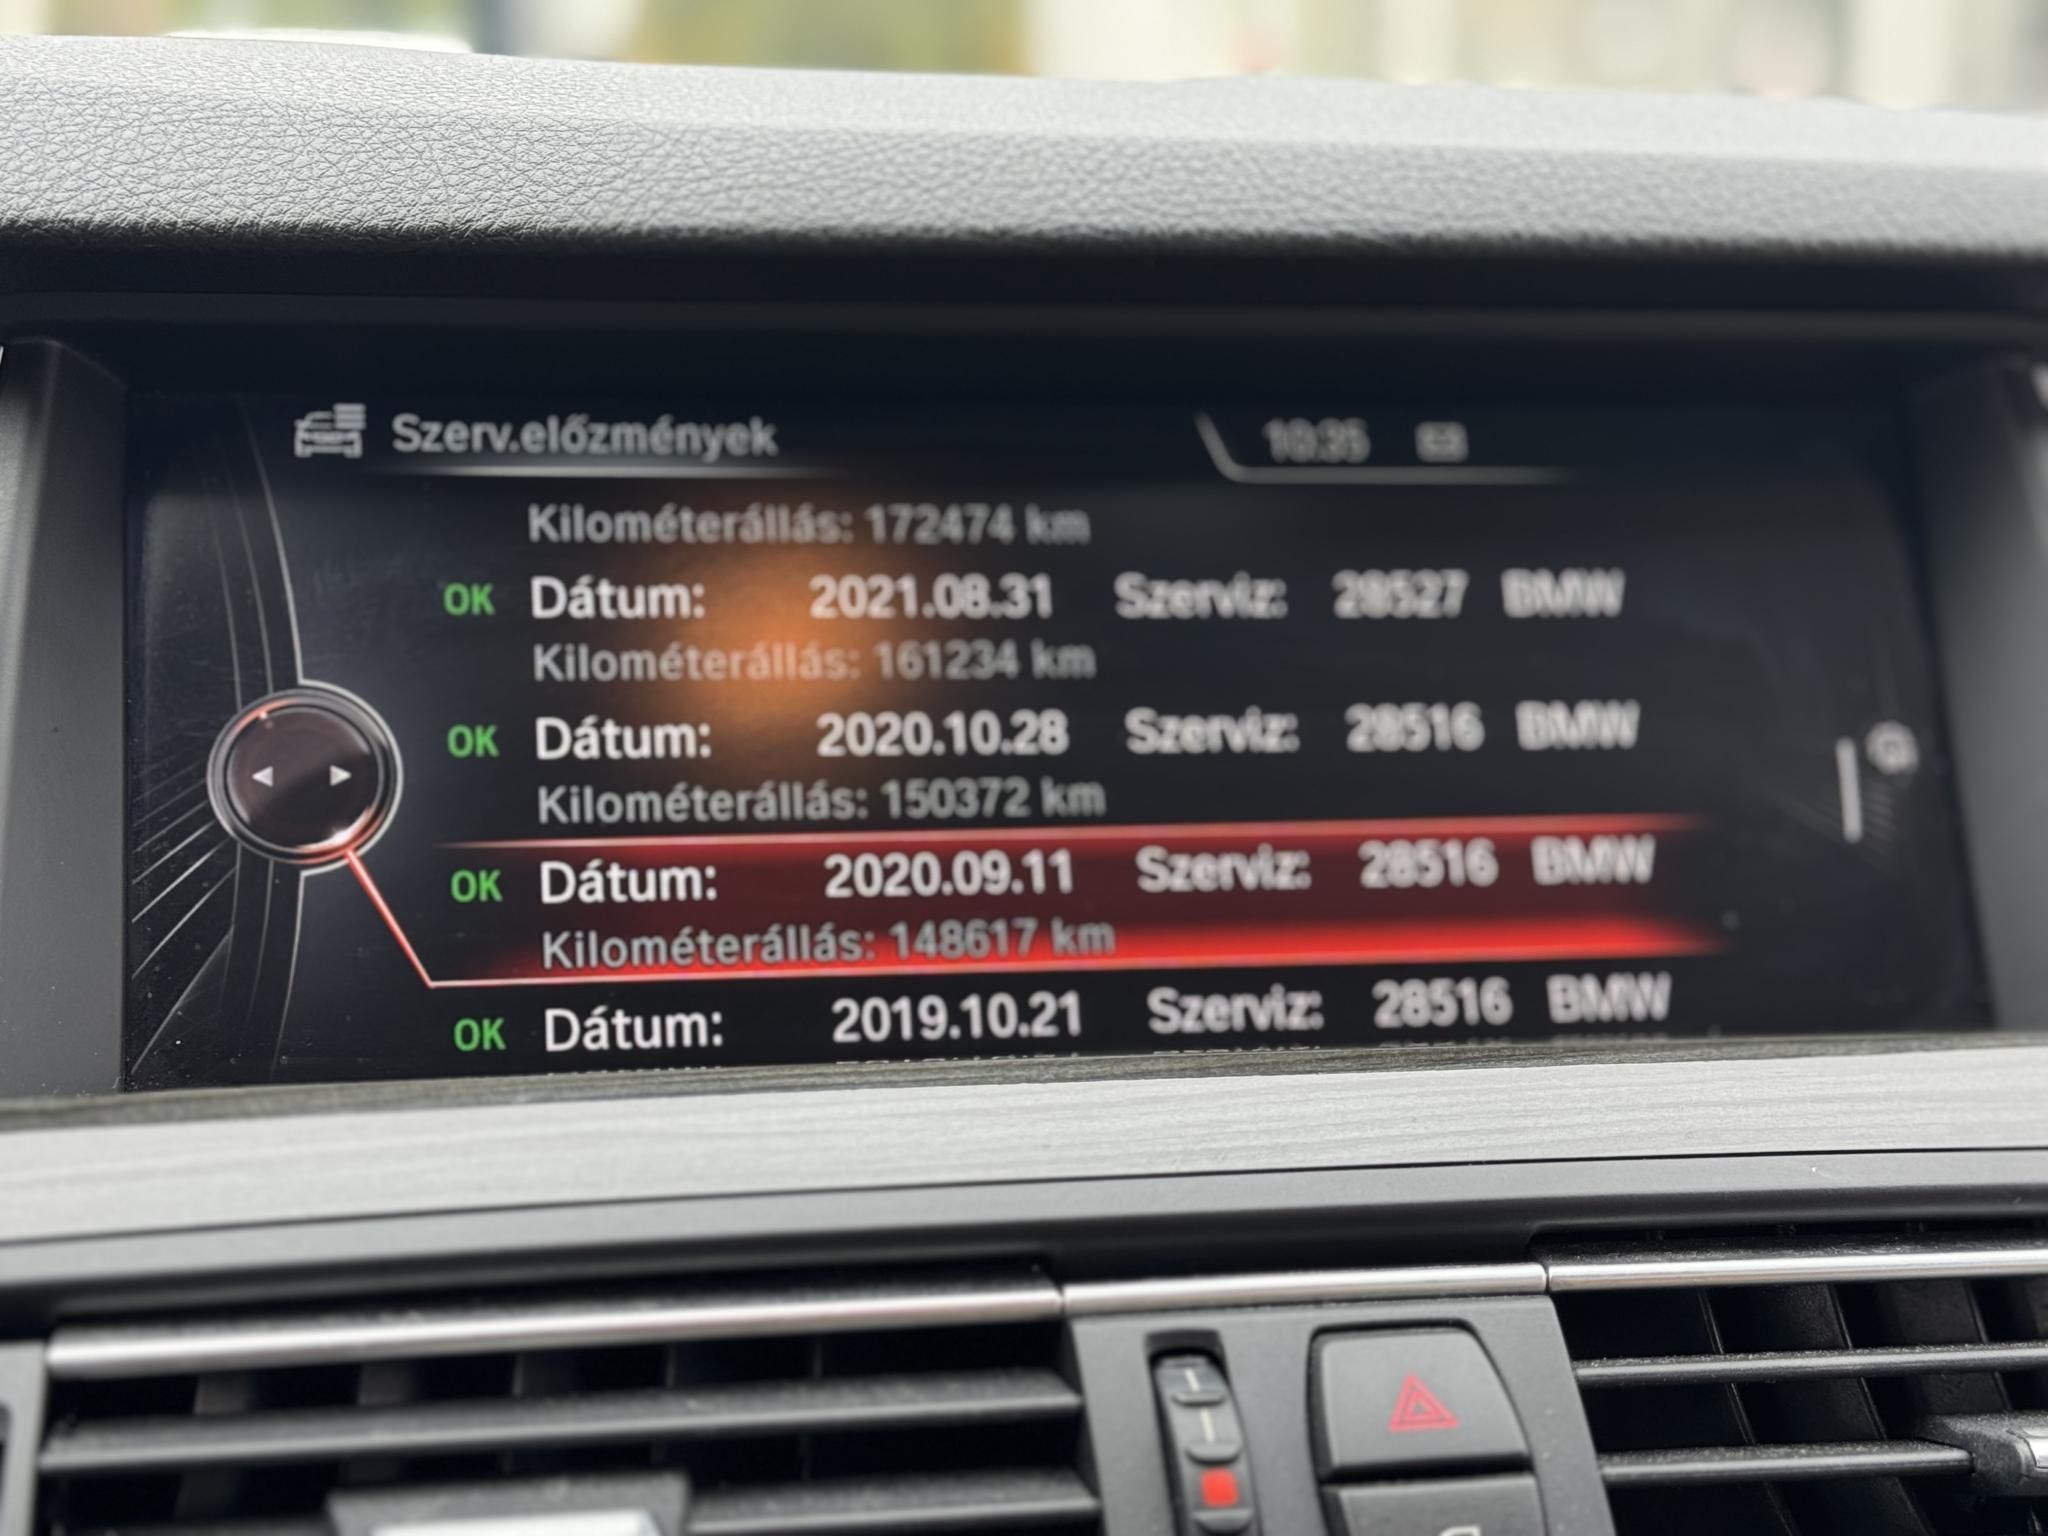 Szerv.előzmények
10:35
Kilométerállás: 172474 km
OK Dátum: 2021.08.31 Szerviz: 28527 BMW
Kilométerállás: 161234 km
OK Dátum: 2020.10.28 Szerviz: 28516 BMW
Kilométerállás: 150372 km
OK Dátum: 2020.09.11 Szerviz: 28516 BMW
Kilométerállás: 148617 km
OK Dátum: 2019.10.21 Szerviz: 28516 BMW